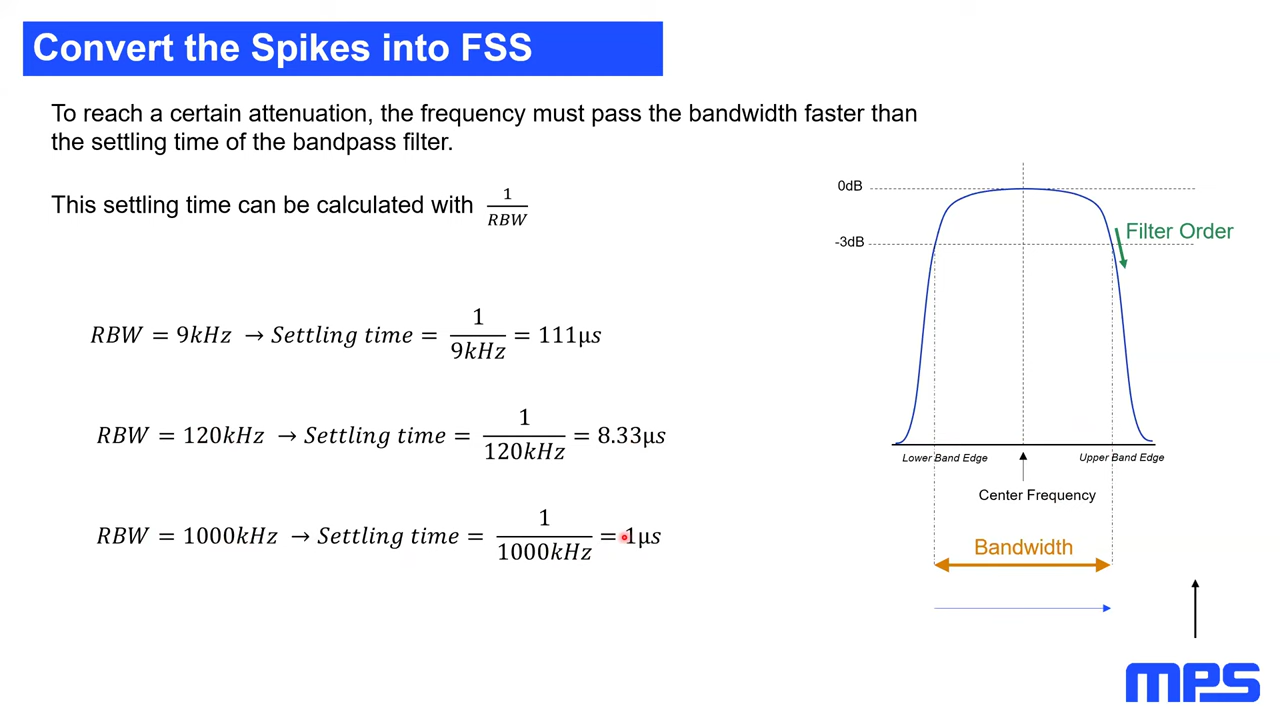 Convert the Spikes into FSS
To reach a certain attenuation, the frequency must pass the bandwidth faster than
the settling time of the bandpass filter.
This settling time can be calculated with 1/RBW
RBW = 9kHz → Settling time = 1/9kHz = 111µs
RBW = 120kHz → Settling time = 1/120kHz = 8.33µs
RBW = 1000kHz → Settling time = 1/1000kHz = 1µs
0dB
-3dB
Filter Order
Lower Band Edge
Upper Band Edge
Center Frequency
Bandwidth
mps